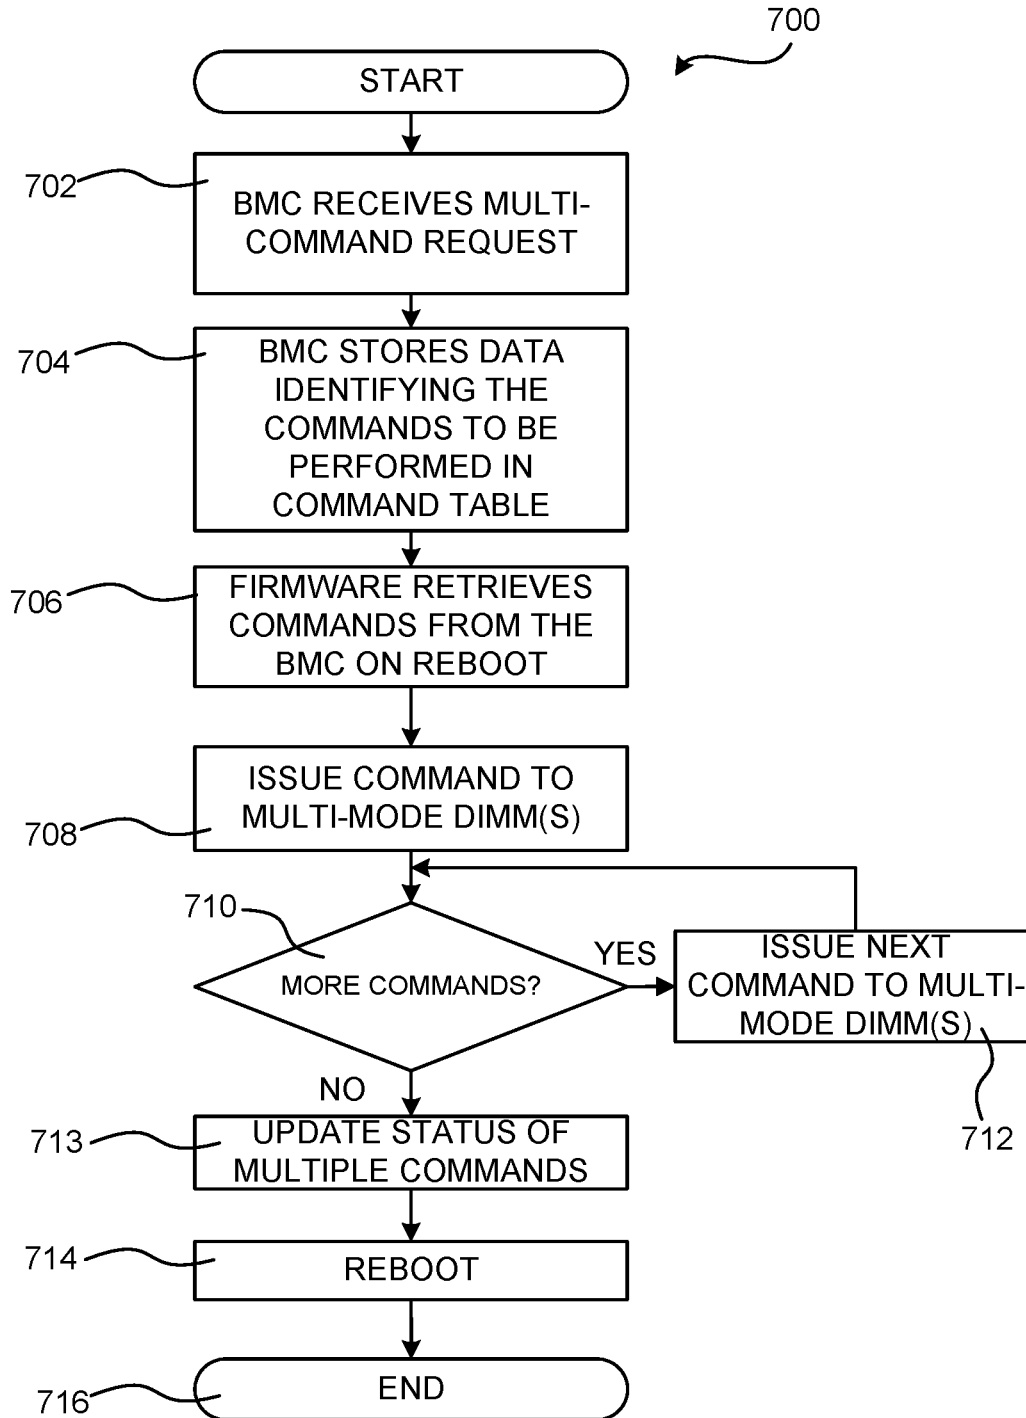 700
START
702
BMC RECEIVES MULTI-
COMMAND REQUEST
704
BMC STORES DATA
IDENTIFYING THE
COMMANDS TO BE
PERFORMED IN
COMMAND TABLE
706
FIRMWARE RETRIEVES
COMMANDS FROM THE
BMC ON REBOOT
708
ISSUE COMMAND TO
MULTI-MODE DIMM(S)
710
MORE COMMANDS?
YES
ISSUE NEXT
COMMAND TO MULTI-
MODE DIMM(S)
712
NO
713
UPDATE STATUS OF
MULTIPLE COMMANDS
714
REBOOT
716
END